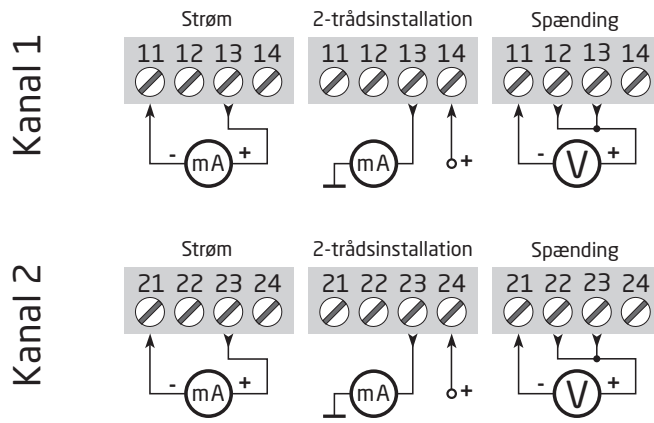 Kanal 1
Strøm 2-trådsinstallation Spænding
11 12 13 14 11 12 13 14 11 12 13 14
- mA + mA + - V +
Kanal 2
Strøm 2-trådsinstallation Spænding
21 22 23 24 21 22 23 24 21 22 23 24
- mA + mA + - V +